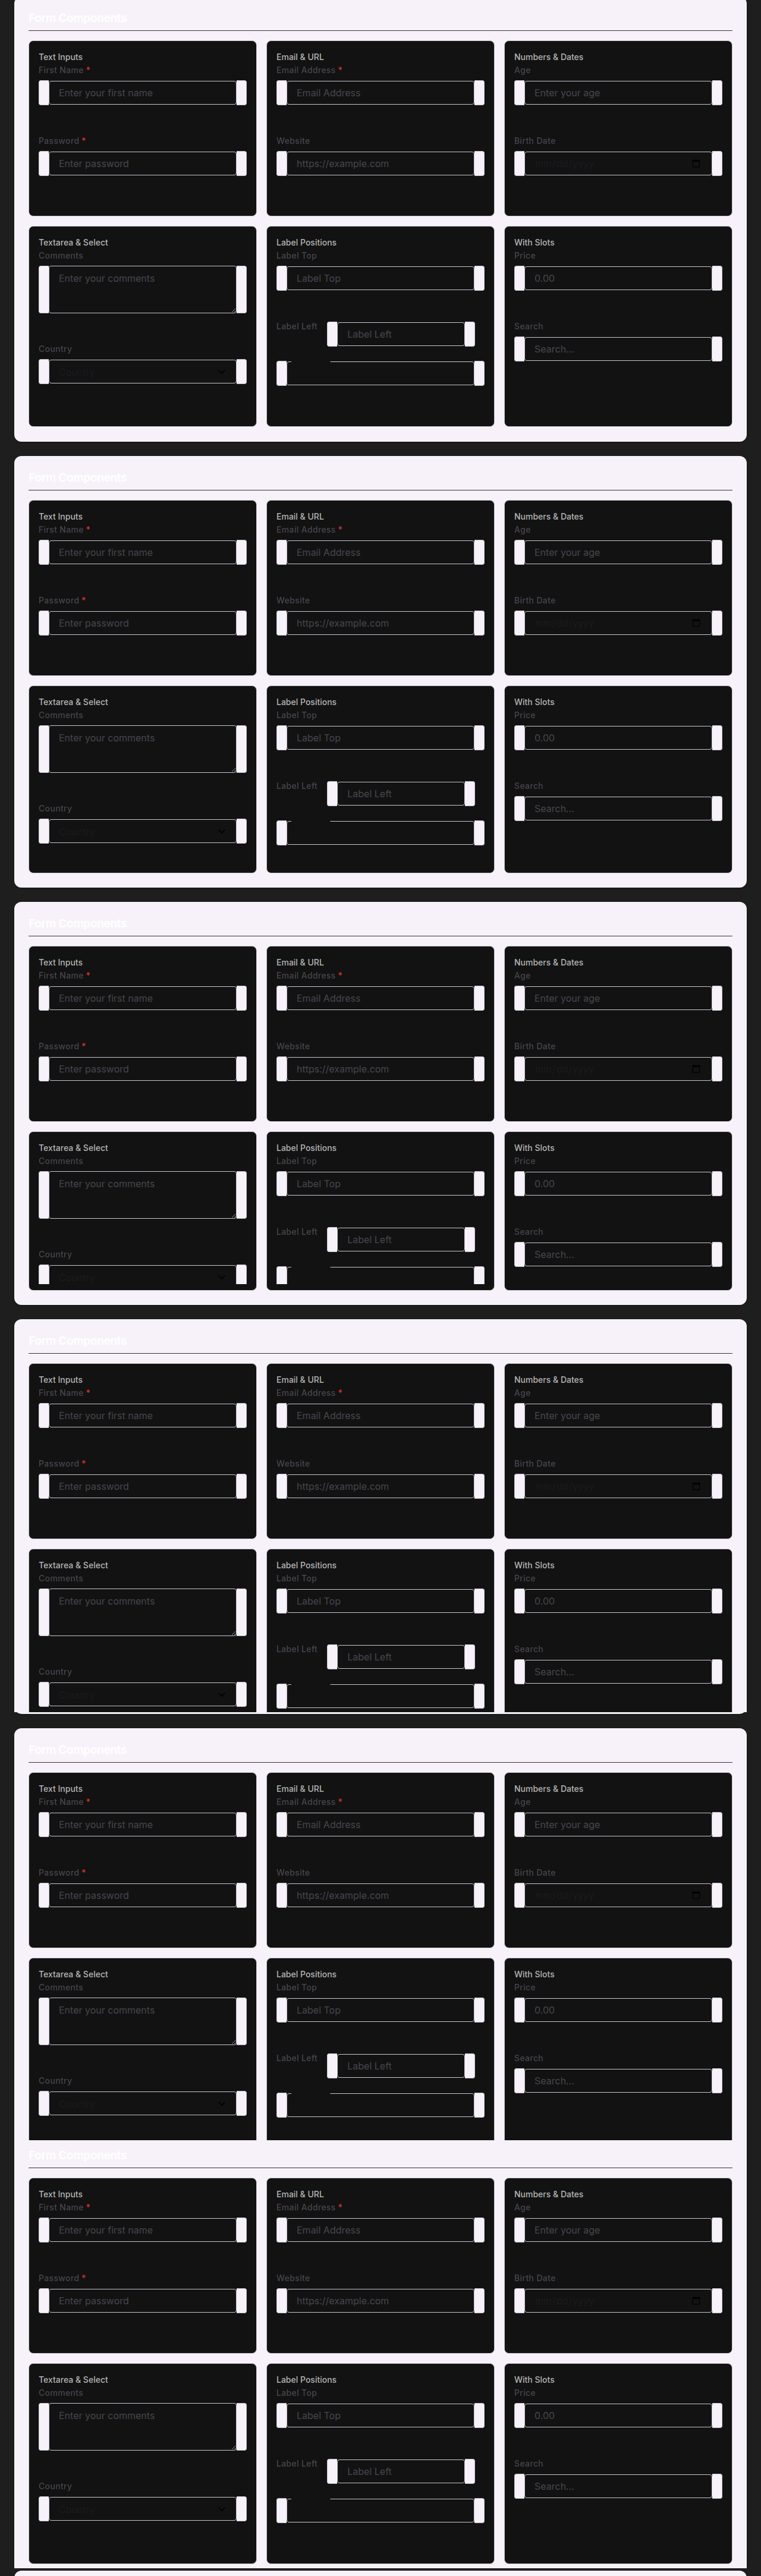 Form Components
Text Inputs
First Name *
Enter your first name
Password *
Enter password
Email & URL
Email Address *
Email Address
Website
https://example.com
Numbers & Dates
Age
Enter your age
Birth Date
mm/dd/yyyy
Textarea & Select
Comments
Enter your comments
Country
Country
Label Positions
Label Top
Label Top
Label Left
Label Left
With Slots
Price
0.00
Search
Search...
Form Components
Text Inputs
First Name *
Enter your first name
Password *
Enter password
Email & URL
Email Address *
Email Address
Website
https://example.com
Numbers & Dates
Age
Enter your age
Birth Date
mm/dd/yyyy
Textarea & Select
Comments
Enter your comments
Country
Country
Label Positions
Label Top
Label Top
Label Left
Label Left
With Slots
Price
0.00
Search
Search...
Form Components
Text Inputs
First Name *
Enter your first name
Password *
Enter password
Email & URL
Email Address *
Email Address
Website
https://example.com
Numbers & Dates
Age
Enter your age
Birth Date
mm/dd/yyyy
Textarea & Select
Comments
Enter your comments
Country
Country
Label Positions
Label Top
Label Top
Label Left
Label Left
With Slots
Price
0.00
Search
Search...
Form Components
Text Inputs
First Name *
Enter your first name
Password *
Enter password
Email & URL
Email Address *
Email Address
Website
https://example.com
Numbers & Dates
Age
Enter your age
Birth Date
mm/dd/yyyy
Textarea & Select
Comments
Enter your comments
Country
Country
Label Positions
Label Top
Label Top
Label Left
Label Left
With Slots
Price
0.00
Search
Search...
Form Components
Text Inputs
First Name *
Enter your first name
Password *
Enter password
Email & URL
Email Address *
Email Address
Website
https://example.com
Numbers & Dates
Age
Enter your age
Birth Date
mm/dd/yyyy
Textarea & Select
Comments
Enter your comments
Country
Country
Label Positions
Label Top
Label Top
Label Left
Label Left
With Slots
Price
0.00
Search
Search...
Form Components
Text Inputs
First Name *
Enter your first name
Password *
Enter password
Email & URL
Email Address *
Email Address
Website
https://example.com
Numbers & Dates
Age
Enter your age
Birth Date
mm/dd/yyyy
Textarea & Select
Comments
Enter your comments
Country
Country
Label Positions
Label Top
Label Top
Label Left
Label Left
With Slots
Price
0.00
Search
Search...